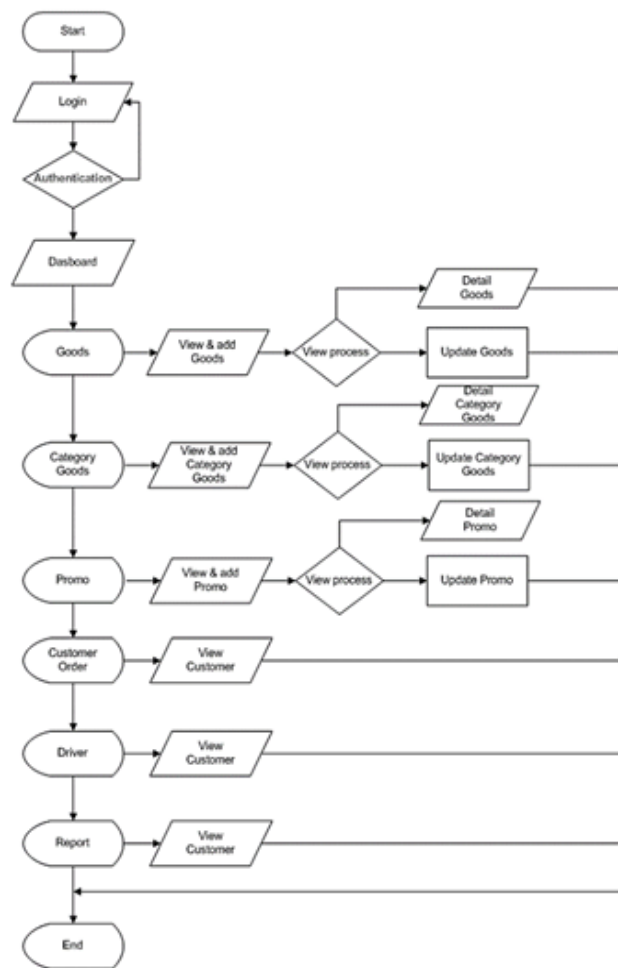 Start
Login
Authentication
Dasboard
Detail
Goods
Goods
View & add
Goods
View process
Update Goods
Detail
Category
Goods
Category
Goods
View & add
Category
Goods
View process
Update Category
Goods
Detail
Promo
Promo
View & add
Promo
View process
Update Promo
Customer
Order
View
Customer
Driver
View
Customer
Report
View
Customer
End